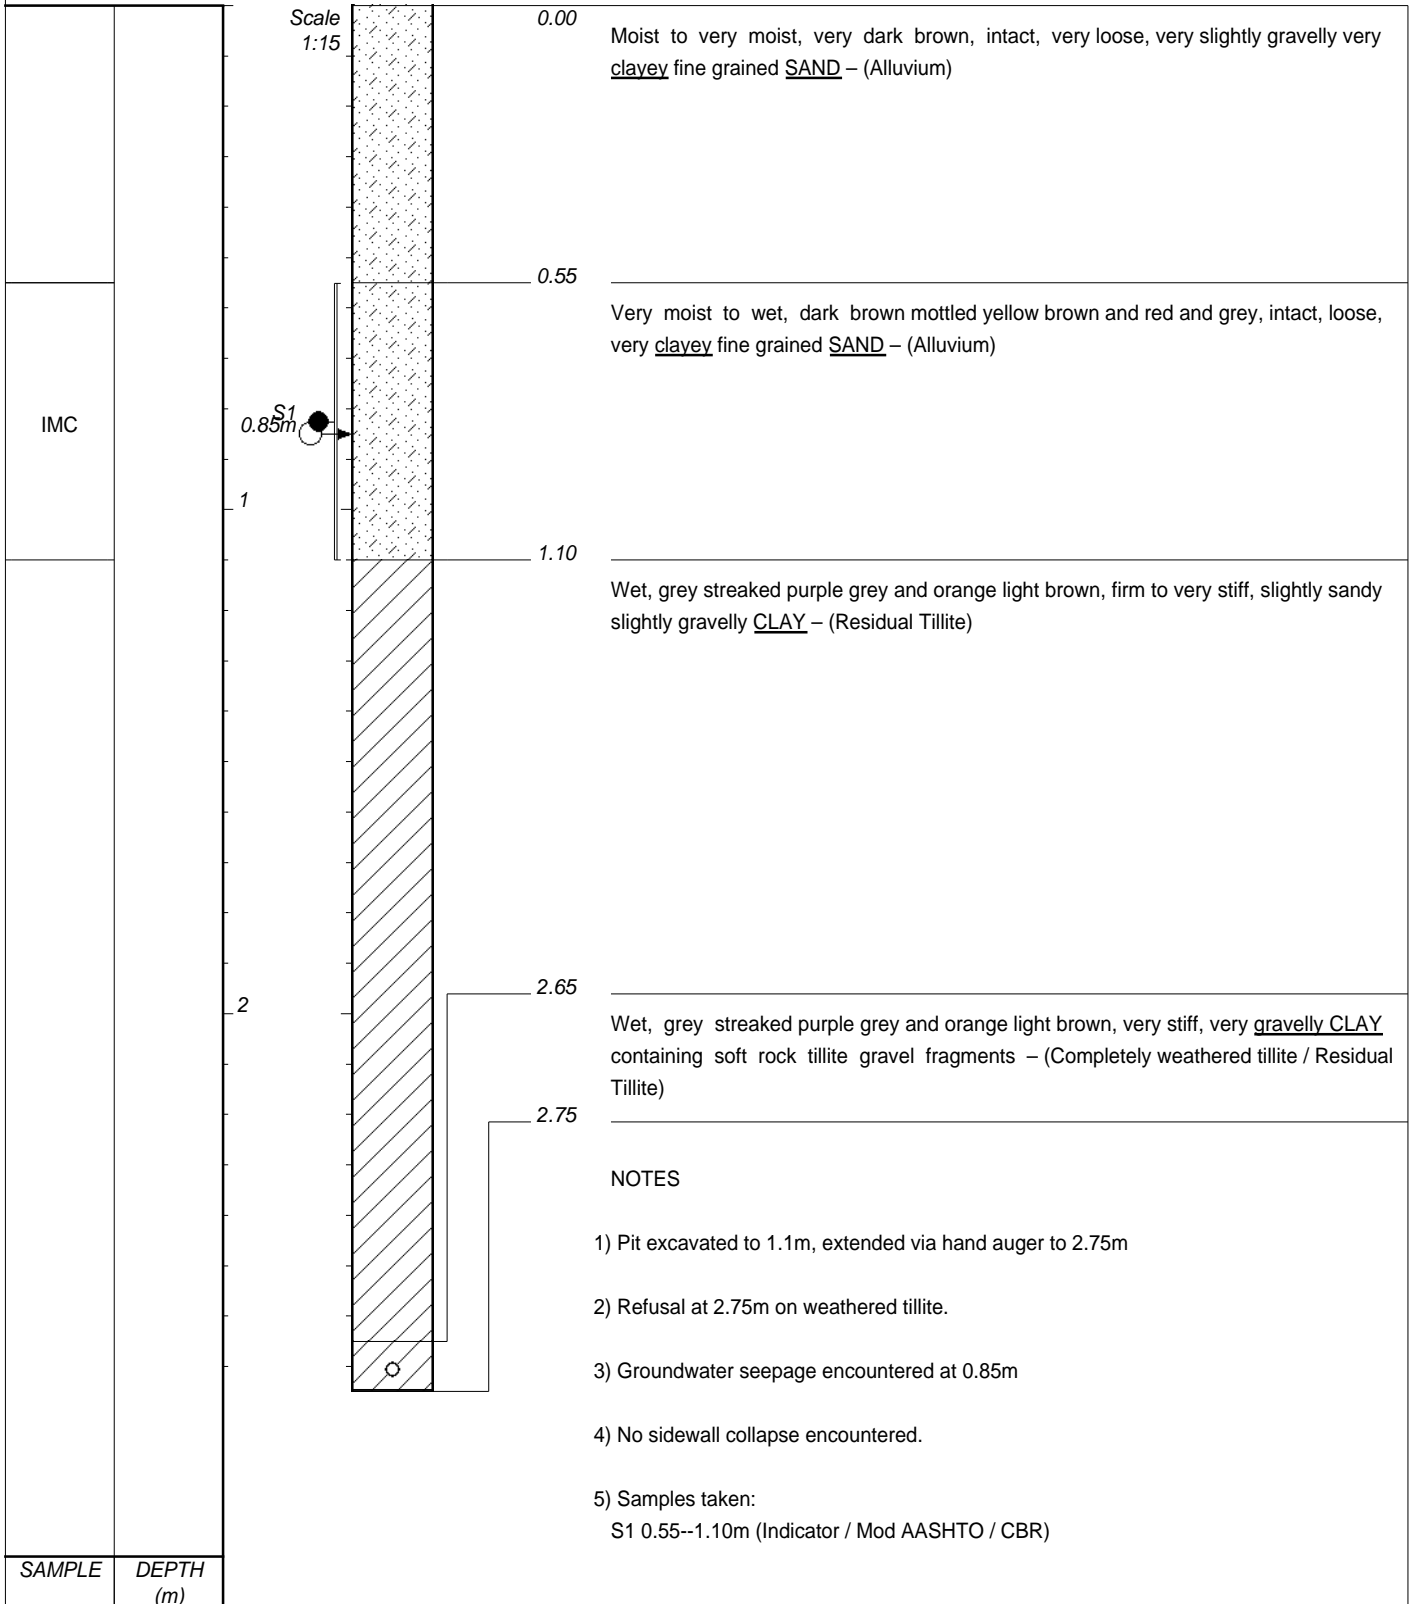 Scale
1:15
0.00
Moist to very moist, very dark brown, intact, very loose, very slightly gravelly very
clayey fine grained SAND – (Alluvium)
0.55
Very moist to wet, dark brown mottled yellow brown and red and grey, intact, loose,
very clayey fine grained SAND – (Alluvium)
IMC
S1
0.85m
1
1.10
Wet, grey streaked purple grey and orange light brown, firm to very stiff, slightly sandy
slightly gravelly CLAY – (Residual Tillite)
2.65
2
Wet, grey streaked purple grey and orange light brown, very stiff, very gravelly CLAY
containing soft rock tillite gravel fragments – (Completely weathered tillite / Residual
Tillite)
2.75
NOTES
1) Pit excavated to 1.1m, extended via hand auger to 2.75m
2) Refusal at 2.75m on weathered tillite.
3) Groundwater seepage encountered at 0.85m
4) No sidewall collapse encountered.
5) Samples taken:
S1 0.55--1.10m (Indicator / Mod AASHTO / CBR)
SAMPLE DEPTH
(m)